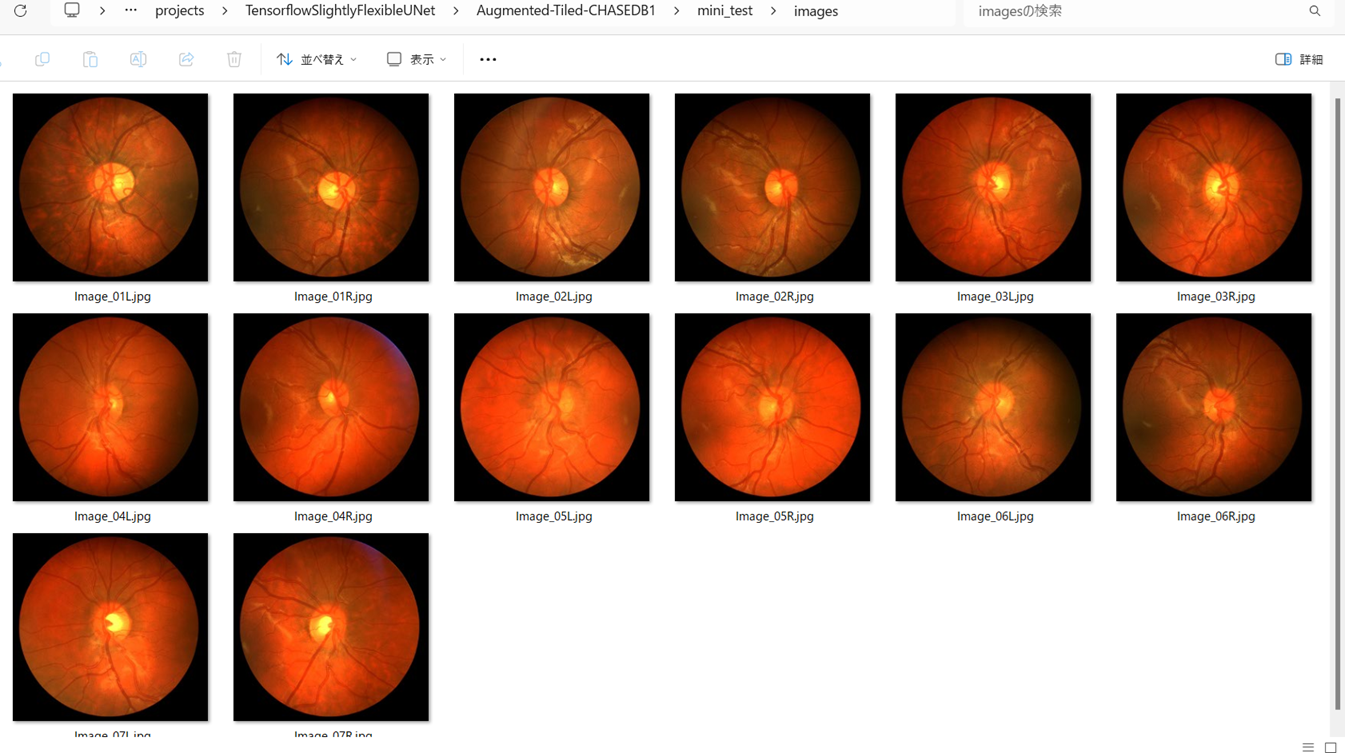 projects > TensorflowSlightlyFlexibleUNet > Augmented-Tiled-CHASEDB1 > mini_test > images imagesの検索
並べ替え 表示 詳細
Image_01L.jpg Image_01R.jpg Image_02L.jpg Image_02R.jpg Image_03L.jpg Image_03R.jpg
Image_04L.jpg Image_04R.jpg Image_05L.jpg Image_05R.jpg Image_06L.jpg Image_06R.jpg
Image_07L.jpg Image_07R.jpg